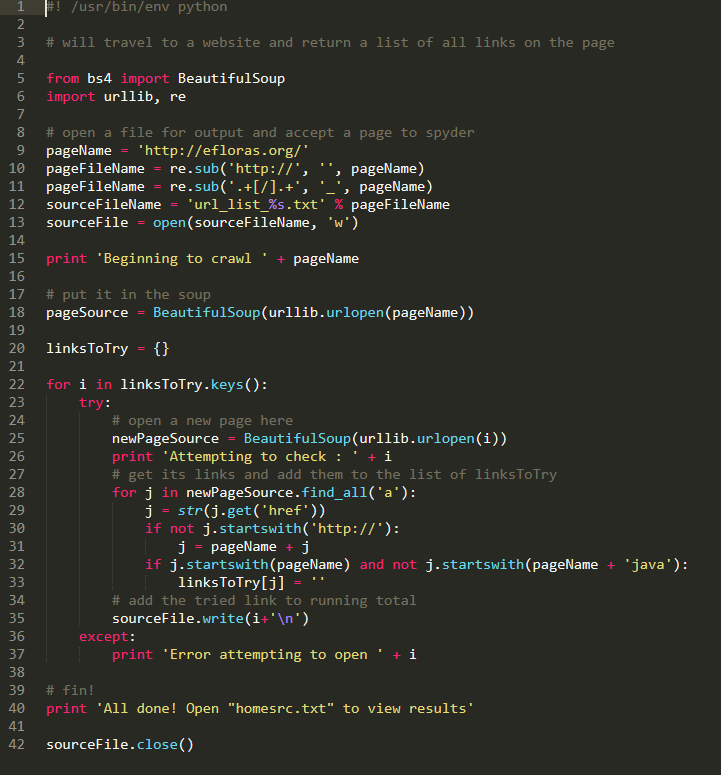 1 #! /usr/bin/env python
2
3 # will travel to a website and return a list of all links on the page
4
5 from bs4 import BeautifulSoup
6 import urllib, re
7
8 # open a file for output and accept a page to spyder
9 pageName = 'http://efloras.org/'
10 pageFileName = re.sub('http://', '', pageName)
11 pageFileName = re.sub('.+[/].+', '_', pageName)
12 sourceFileName = 'url_list_%s.txt' % pageFileName
13 sourceFile = open(sourceFileName, 'w')
14
15 print 'Beginning to crawl ' + pageName
16
17 # put it in the soup
18 pageSource = BeautifulSoup(urllib.urlopen(pageName))
19
20 linksToTry = {}
21
22 for i in linksToTry.keys():
23     try:
24         # open a new page here
25         newPageSource = BeautifulSoup(urllib.urlopen(i))
26         print 'Attempting to check : ' + i
27         # get its links and add them to the list of linksToTry
28         for j in newPageSource.find_all('a'):
29             j = str(j.get('href'))
30             if not j.startswith('http://'):
31                 j = pageName + j
32             if j.startswith(pageName) and not j.startswith(pageName + 'java'):
33                 linksToTry[j] = ''
34         # add the tried link to running total
35         sourceFile.write(i+'\n')
36     except:
37         print 'Error attempting to open ' + i
38
39 # fin!
40 print 'All done! Open "homesrc.txt" to view results'
41
42 sourceFile.close()